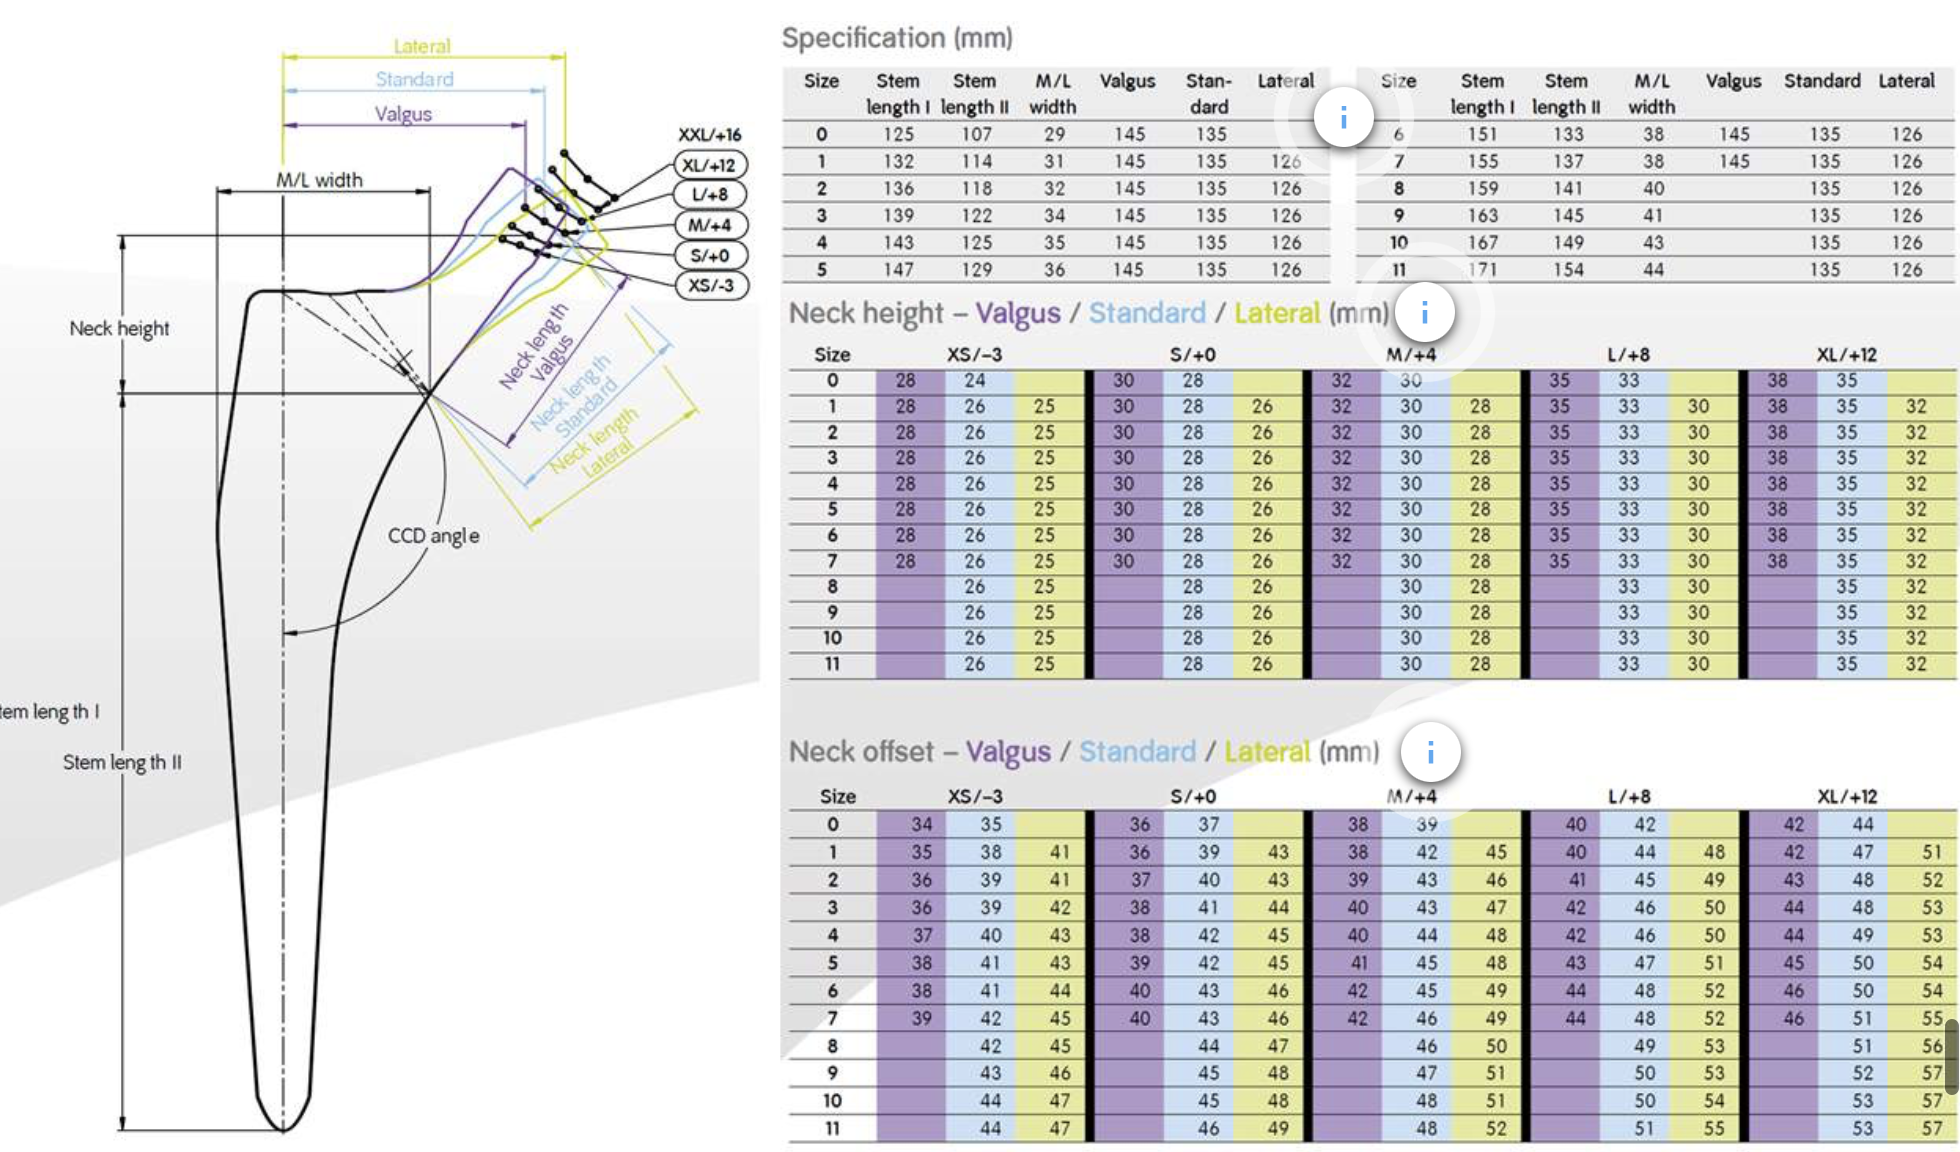 Lateral
Standard
Valgus
XXL/+16
XL/+12
L/+8
M/+4
S/+0
XS/-3
M/L width
Neck height
Neck length
Valgus
Neck length
Standard
Neck length
Lateral
CCD angle
tem length I
Stem length II
Specification (mm)
Size Stem length I Stem length II M/L width Valgus Stan-dard Lateral
0 125 107 29 145 135
1 132 114 31 145 135 126
2 136 118 32 145 135 126
3 139 122 34 145 135 126
4 143 125 35 145 135 126
5 147 129 36 145 135 126
i
Size Stem length I Stem length II M/L width Valgus Standard Lateral
6 151 133 38 145 135 126
7 155 137 38 145 135 126
8 159 141 40 135 126
9 163 145 41 135 126
10 167 149 43 135 126
11 171 154 44 135 126
Neck height – Valgus / Standard / Lateral (mm) i
Size XS/–3 S/+0 M/+4 L/+8 XL/+12
0 28 24 30 28 32 30 35 33 38 35
1 28 26 25 30 28 26 32 30 28 35 33 30 38 35 32
2 28 26 25 30 28 26 32 30 28 35 33 30 38 35 32
3 28 26 25 30 28 26 32 30 28 35 33 30 38 35 32
4 28 26 25 30 28 26 32 30 28 35 33 30 38 35 32
5 28 26 25 30 28 26 32 30 28 35 33 30 38 35 32
6 28 26 25 30 28 26 32 30 28 35 33 30 38 35 32
7 28 26 25 30 28 26 32 30 28 35 33 30 38 35 32
8 26 25 28 26 30 28 33 30 35 32
9 26 25 28 26 30 28 33 30 35 32
10 26 25 28 26 30 28 33 30 35 32
11 26 25 28 26 30 28 33 30 35 32
Neck offset – Valgus / Standard / Lateral (mm) i
Size XS/–3 S/+0 M/+4 L/+8 XL/+12
0 34 35 36 37 38 39 40 42 42 44
1 35 38 41 36 39 43 38 42 45 40 44 48 42 47 51
2 36 39 41 37 40 43 39 43 46 41 45 49 43 48 52
3 36 39 42 38 41 44 40 43 47 42 46 50 44 48 53
4 37 40 43 38 42 45 40 44 48 42 46 50 44 49 53
5 38 41 43 39 42 45 41 45 48 43 47 51 45 50 54
6 38 41 44 40 43 46 42 45 49 44 48 52 46 50 54
7 39 42 45 40 43 46 42 46 49 44 48 52 46 51 55
8 42 45 44 47 46 50 49 53 51 56
9 43 46 45 48 47 51 50 53 52 57
10 44 47 45 48 48 51 50 54 53 57
11 44 47 46 49 48 52 51 55 53 57